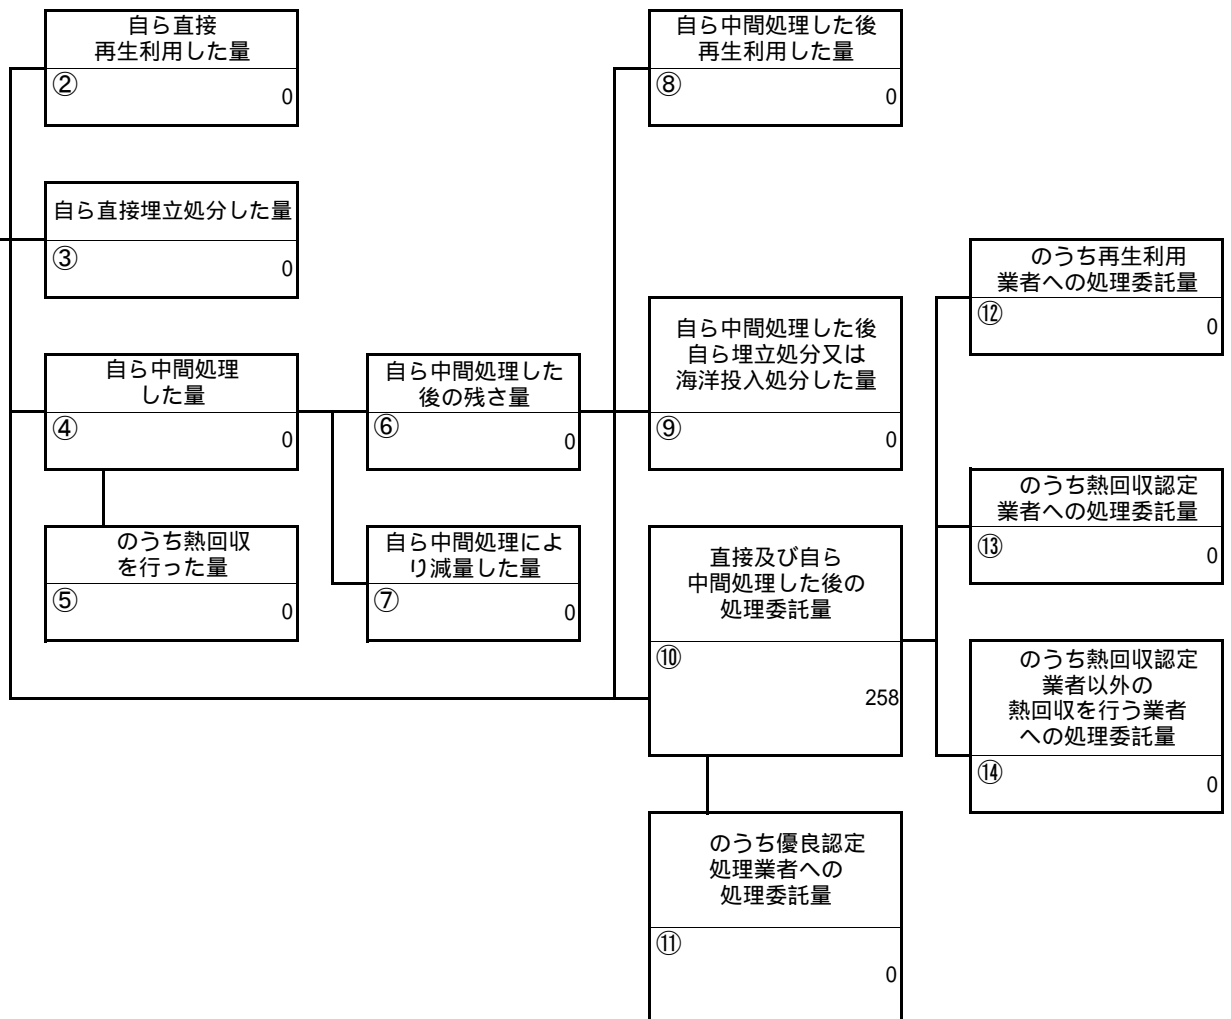 自ら直接
再生利用した量
②
0
自ら直接埋立処分した量
③
0
自ら中間処理
した量
④
0
のうち熱回収
を行った量
⑤
0
自ら中間処理した
後の残さ量
⑥
0
自ら中間処理によ
り減量した量
⑦
0
自ら中間処理した後
再生利用した量
⑧
0
自ら中間処理した後
自ら埋立処分又は
海洋投入処分した量
⑨
0
直接及び自ら
中間処理した後の
処理委託量
⑩
258
のうち優良認定
処理業者への
処理委託量
⑪
0
のうち再生利用
業者への処理委託量
⑫
0
のうち熱回収認定
業者への処理委託量
⑬
0
のうち熱回収認定
業者以外の
熱回収を行う業者
への処理委託量
⑭
0